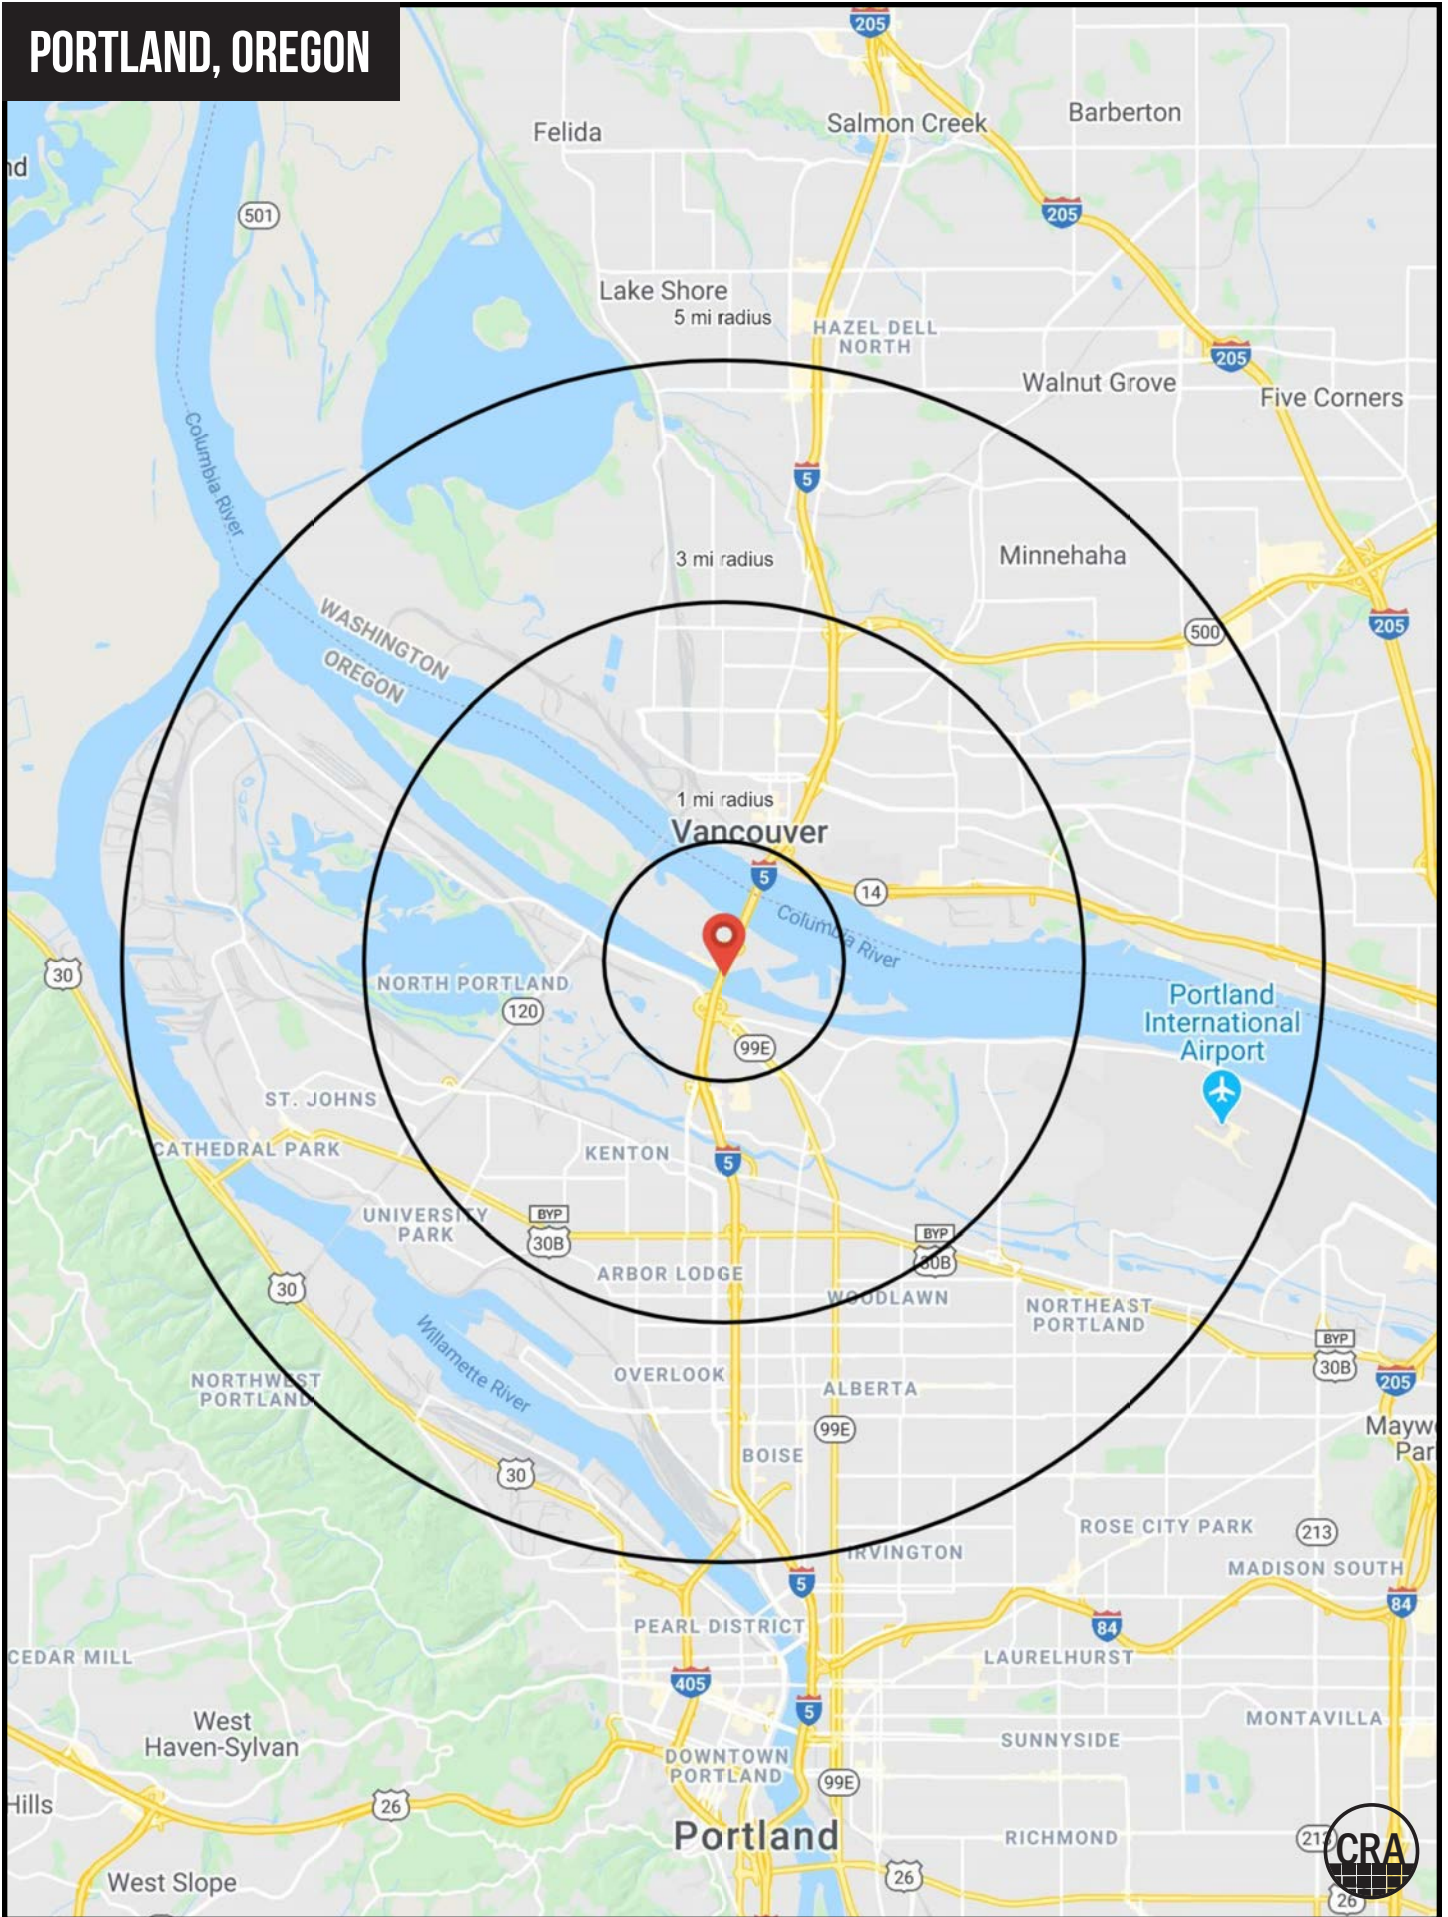 PORTLAND, OREGON
205
Salmon Creek
Barberton
Felida
nd
501
205
Lake Shore
5 mi radius
HAZEL DELL
NORTH
205
Walnut Grove
Five Corners
Columbia River
5
3 mi radius
Minnehaha
WASHINGTON
OREGON
500
205
1 mi radius
Vancouver
5
14
Columbia River
30
NORTH PORTLAND
120
Portland
International
Airport
99E
ST. JOHNS
CATHEDRAL PARK
KENTON
5
UNIVERSITY
PARK
BYP
30B
BYP
30B
ARBOR LODGE
30
WOODLAWN
NORTHEAST
PORTLAND
BYP
30B
Willamette River
OVERLOOK
ALBERTA
205
NORTHWEST
PORTLAND
99E
Mayw
Par
BOISE
30
ROSE CITY PARK
213
IRVINGTON
MADISON SOUTH
5
84
PEARL DISTRICT
84
CEDAR MILL
LAURELHURST
405
5
West
Haven-Sylvan
MONTAVILLA
SUNNYSIDE
DOWNTOWN
PORTLAND
99E
Hills
26
Portland
RICHMOND
213
CRA
West Slope
26
26